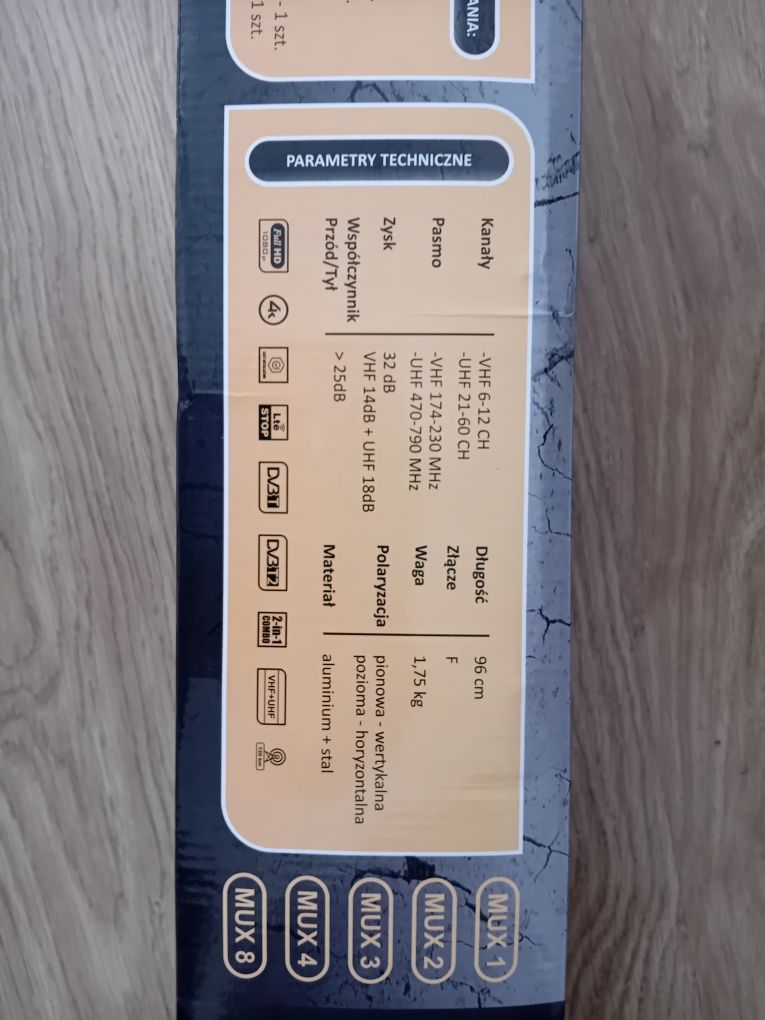 ANIA:
- 1 szt.
1 szt.
PARAMETRY TECHNICZNE
Kanały
-VHF 6-12 CH
-UHF 21-60 CH
Pasmo
-VHF 174-230 MHz
-UHF 470-790 MHz
Zysk
32 dB
VHF 14dB + UHF 18dB
Współczynnik
Przód/Tył
> 25dB
Długość
96 cm
Złącze
F
Waga
1,75 kg
Polaryzacja
pionowa - wertykalna
pozioma - horyzontalna
Materiał
aluminium + stal
Full HD
1080p
4K
Lte
STOP
DVB T
DVB T2
2-in-1
COMBO
VHF+UHF
MUX 1
MUX 2
MUX 3
MUX 4
MUX 8